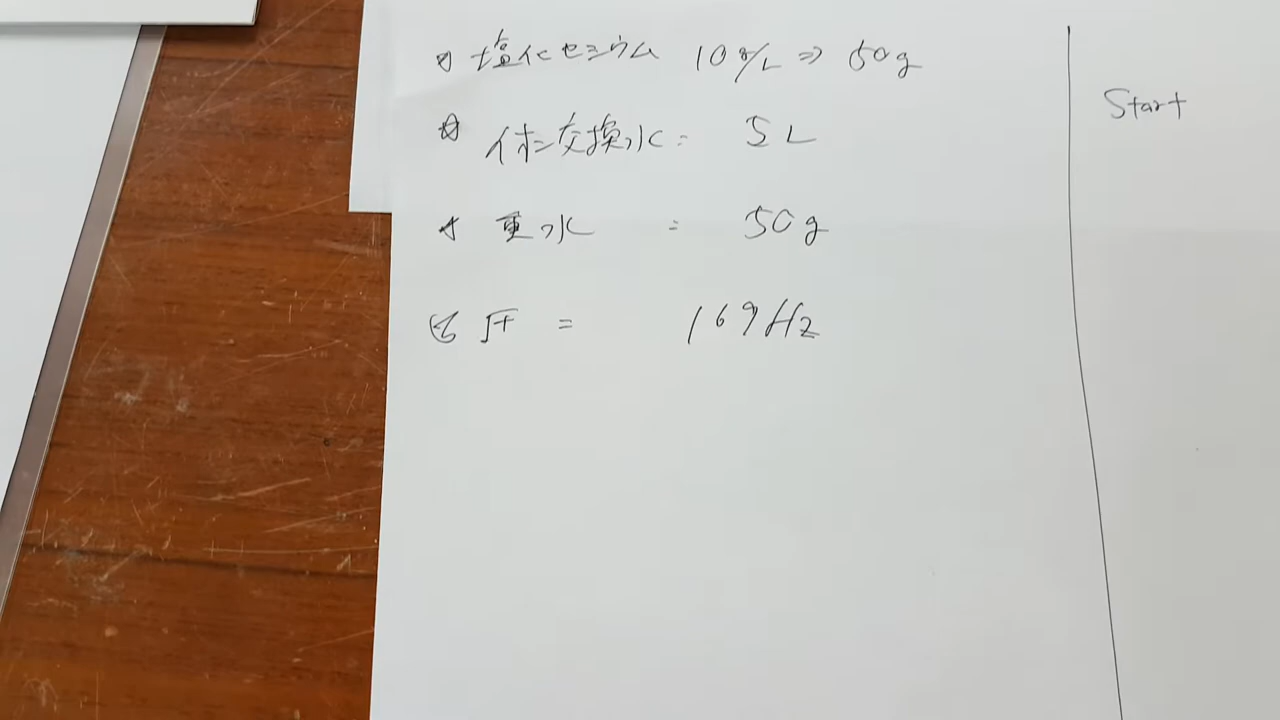 ☆ 塩化セシウム 10g/L ⇒ 50g
☆ イオン交換水: 5L
☆ 重水 : 50g
= 169Hz
Start